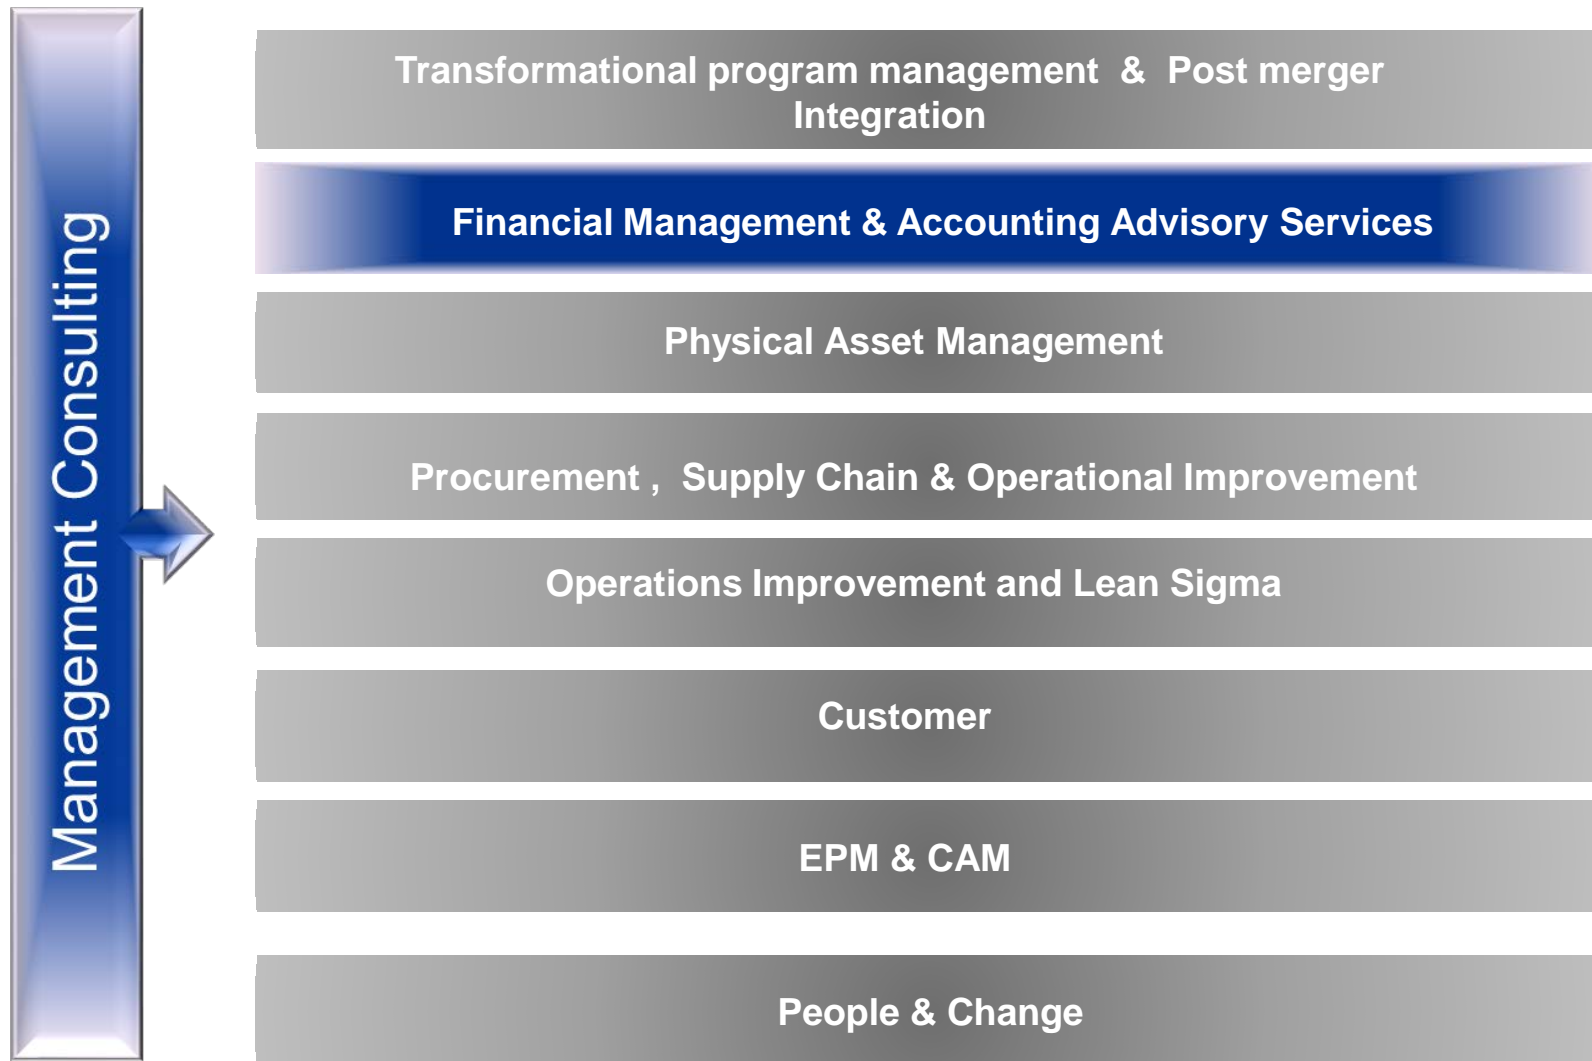 Management Consulting
Transformational program management & Post merger
Integration
Financial Management & Accounting Advisory Services
Physical Asset Management
Procurement , Supply Chain & Operational Improvement
Operations Improvement and Lean Sigma
Customer
EPM & CAM
People & Change